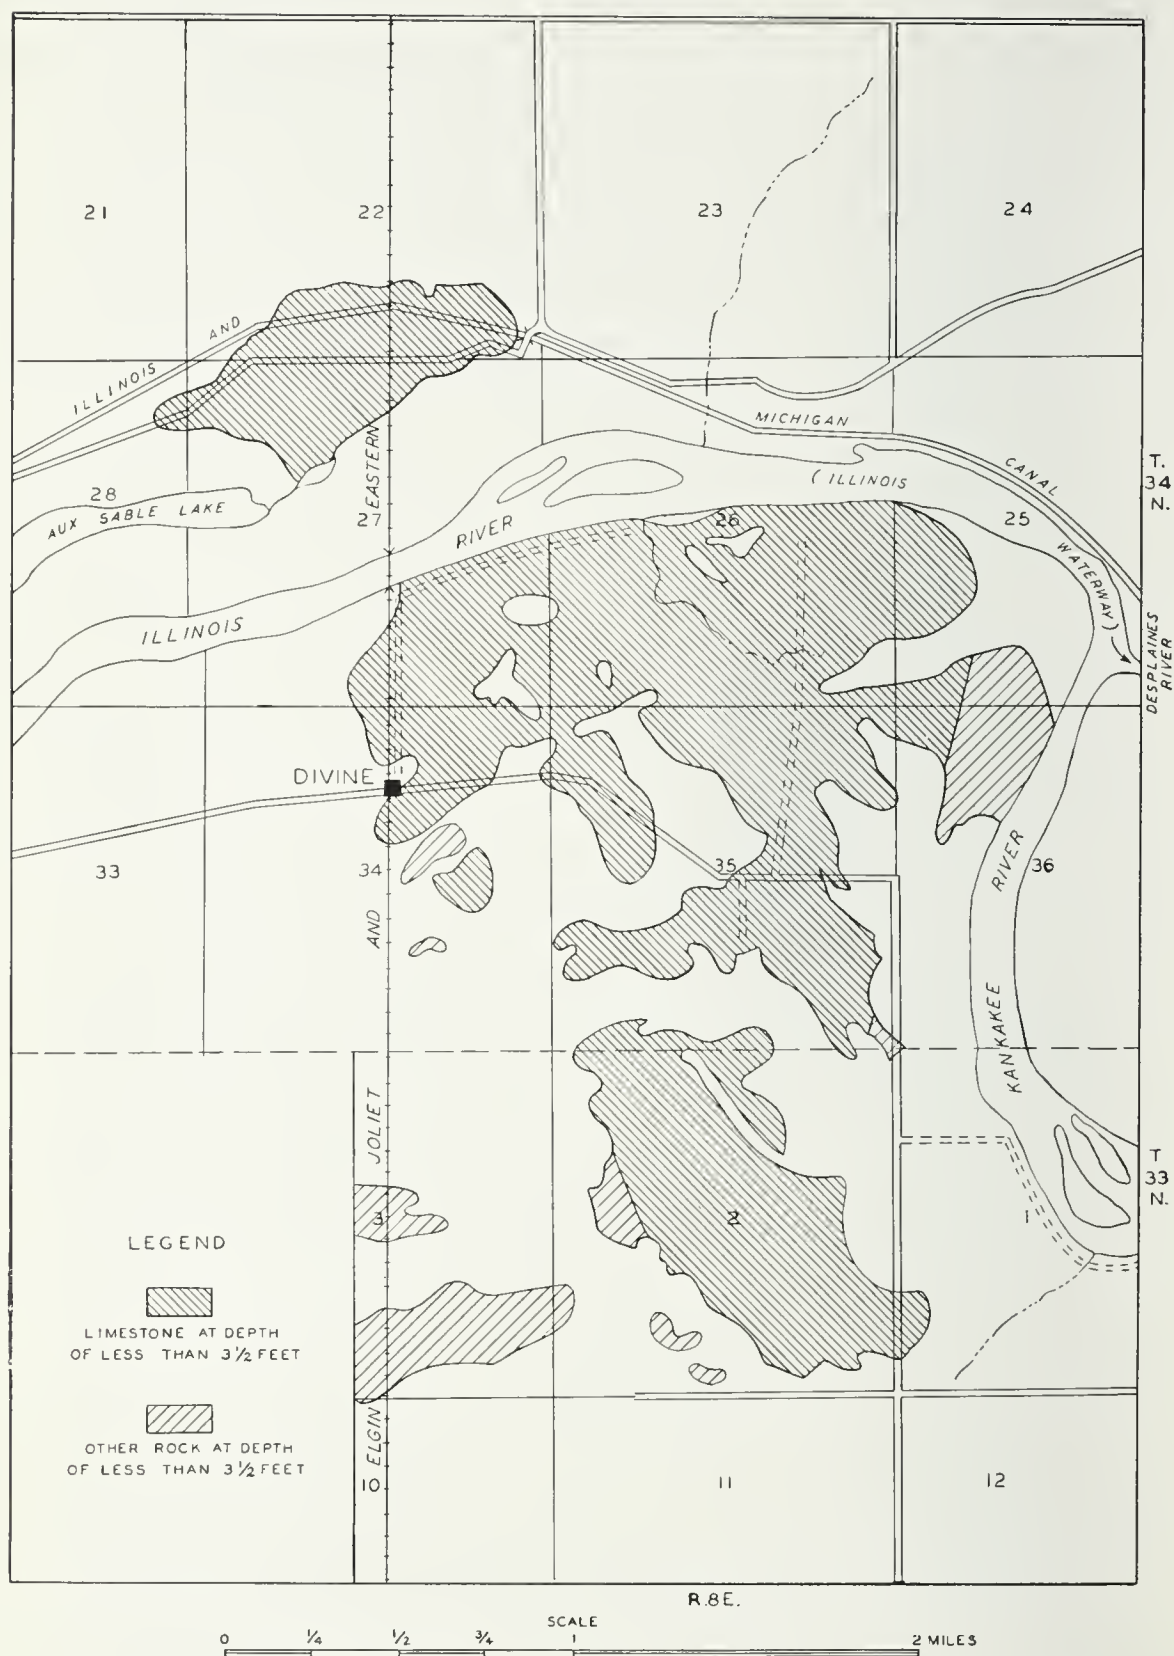 21
22
23
24
ILLINOIS AND
MICHIGAN
CANAL
T.
34
N.
28
AUX SABLE LAKE
27
EASTERN
RIVER
(ILLINOIS
26
25
WATERWAY)
ILLINOIS
DESPLAINES
RIVER
DIVINE
33
34
35
36
RIVER
AND
KANKAKEE
JOLIET
T
33
N.
3
2
1
LEGEND
LIMESTONE AT DEPTH
OF LESS THAN 3½ FEET
OTHER ROCK AT DEPTH
OF LESS THAN 3½ FEET
ELGIN
10
11
12
R.8E.
SCALE
0 ¼ ½ ¾ 1 2 MILES